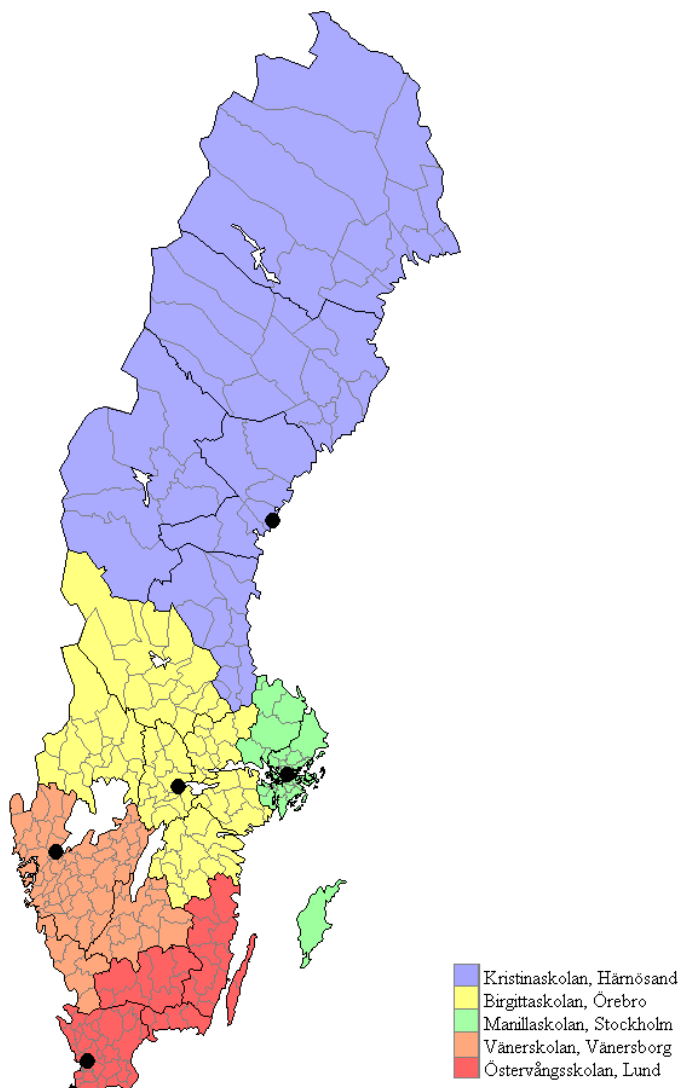 Kristinaskolan, Härnösand
Birgittaskolan, Örebro
Manillaskolan, Stockholm
Vänerskolan, Vänersborg
Östervångsskolan, Lund